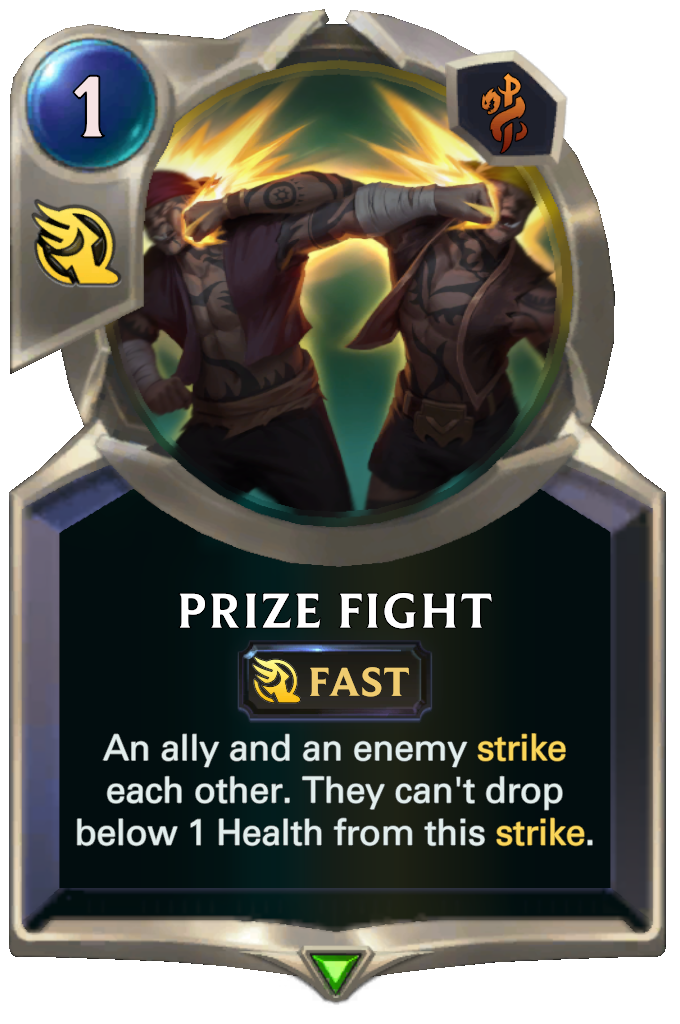 1
PRIZE FIGHT
FAST
An ally and an enemy strike
each other. They can't drop
below 1 Health from this strike.